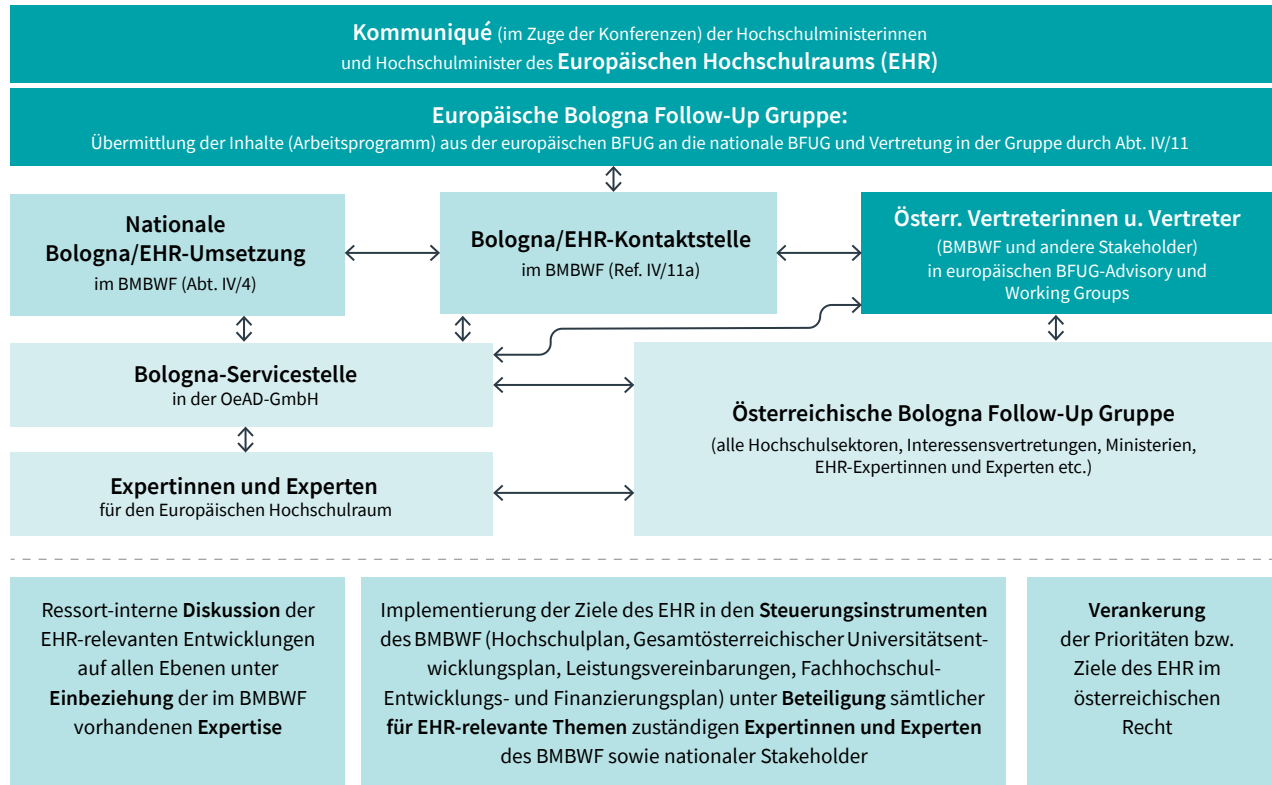 Kommuniqué (im Zuge der Konferenzen) der Hochschulministerinnen
und Hochschulminister des Europäischen Hochschulraums (EHR)
Europäische Bologna Follow-Up Gruppe:
Übermittlung der Inhalte (Arbeitsprogramm) aus der europäischen BFUG an die nationale BFUG und Vertretung in der Gruppe durch Abt. IV/11
Nationale
Bologna/EHR-Umsetzung
im BMBWF (Abt. IV/4)
Bologna/EHR-Kontaktstelle
im BMBWF (Ref. IV/11a)
Österr. Vertreterinnen u. Vertreter
(BMBWF und andere Stakeholder)
in europäischen BFUG-Advisory und
Working Groups
Bologna-Servicestelle
in der OeAD-GmbH
Österreichische Bologna Follow-Up Gruppe
(alle Hochschulsektoren, Interessensvertretungen, Ministerien,
EHR-Expertinnen und Experten etc.)
Expertinnen und Experten
für den Europäischen Hochschulraum
Ressort-interne Diskussion der
EHR-relevanten Entwicklungen
auf allen Ebenen unter
Einbeziehung der im BMBWF
vorhandenen Expertise
Implementierung der Ziele des EHR in den Steuerungsinstrumenten
des BMBWF (Hochschulplan, Gesamtösterreichischer Universitätsent-
wicklungsplan, Leistungsvereinbarungen, Fachhochschul-
Entwicklungs- und Finanzierungsplan) unter Beteiligung sämtlicher
für EHR-relevante Themen zuständigen Expertinnen und Experten
des BMBWF sowie nationaler Stakeholder
Verankerung
der Prioritäten bzw.
Ziele des EHR im
österreichischen
Recht